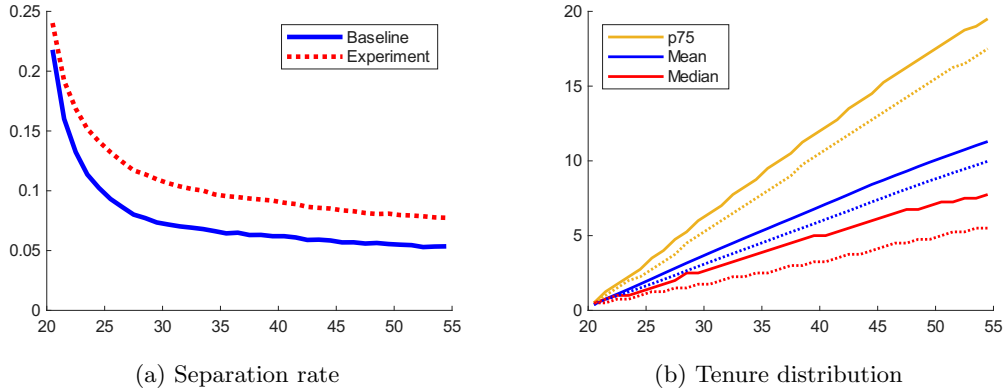 0.25
0.2
0.15
0.1
0.05
0
20 25 30 35 40 45 50 55
Baseline
Experiment
(a) Separation rate
20
15
10
5
0
20 25 30 35 40 45 50 55
p75
Mean
Median
(b) Tenure distribution